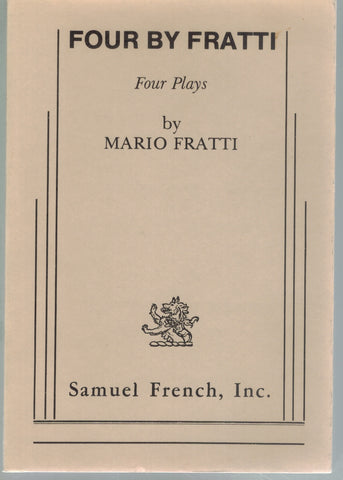 FOUR BY FRATTI
Four Plays
by
MARIO FRATTI
Samuel French, Inc.